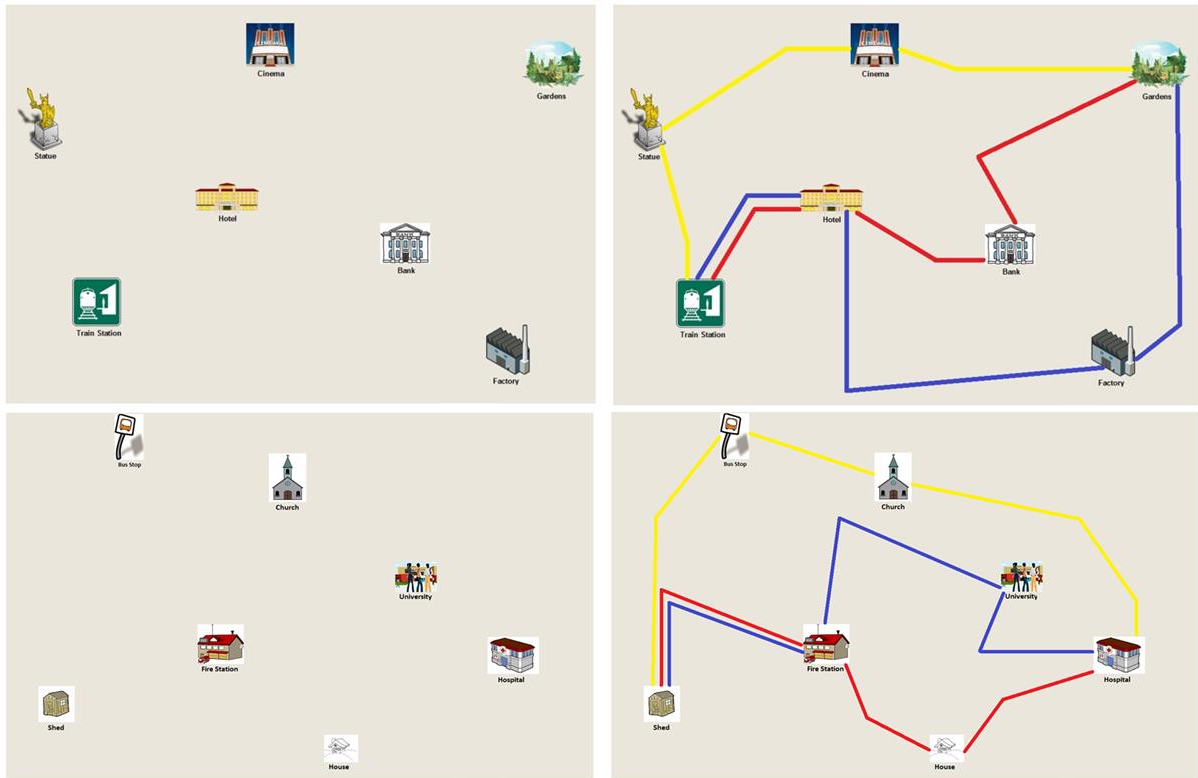 Cinema
Gardens
Statue
Hotel
Bank
Train Station
Factory
Cinema
Gardens
Statue
Hotel
Bank
Train Station
Factory
Bus Stop
Church
University
Fire Station
Hospital
Shed
House
Bus Stop
Church
University
Fire Station
Hospital
Shed
House